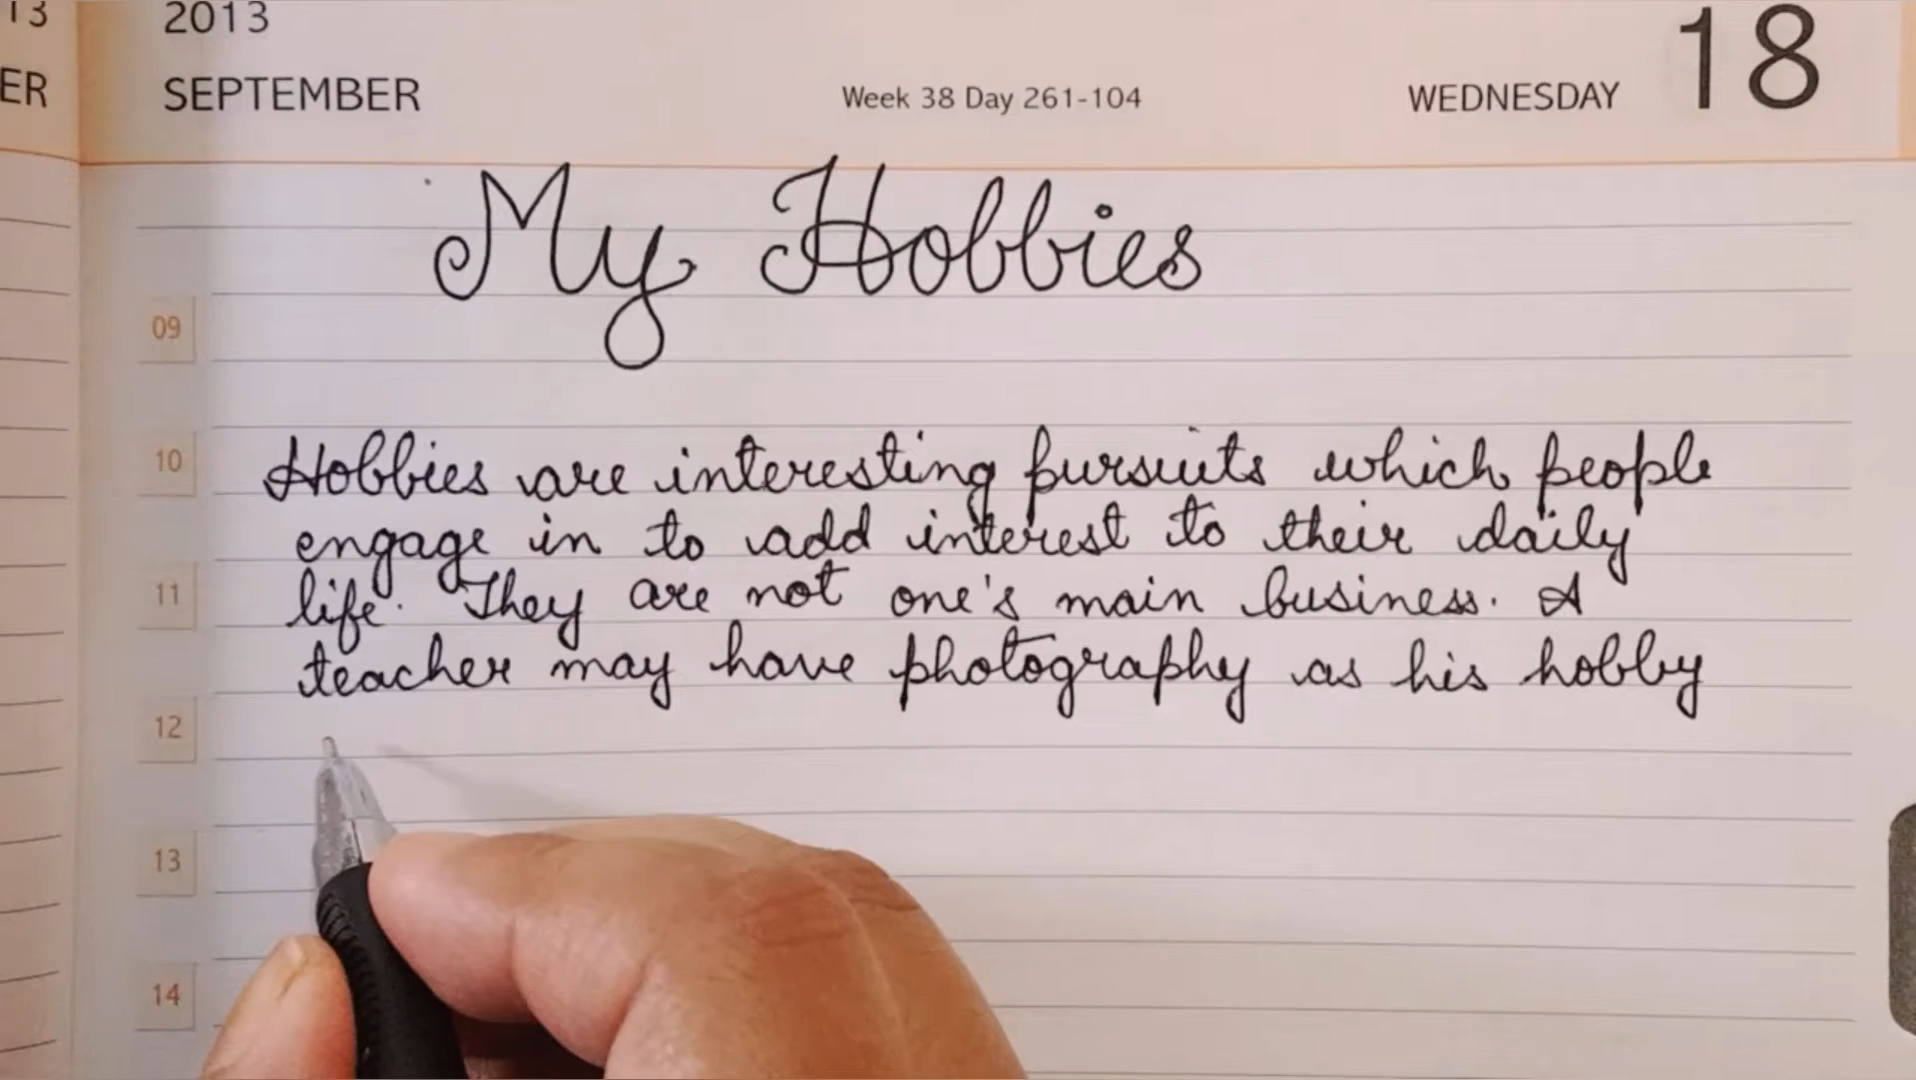 13
2013
ER
SEPTEMBER
Week 38 Day 261-104
WEDNESDAY
18
My Hobbies
09
10
Hobbies are interesting pursuits which people
engage in to add interest to their daily
11
life. They are not one's main business. A
teacher may have photography as his hobby
12
13
14